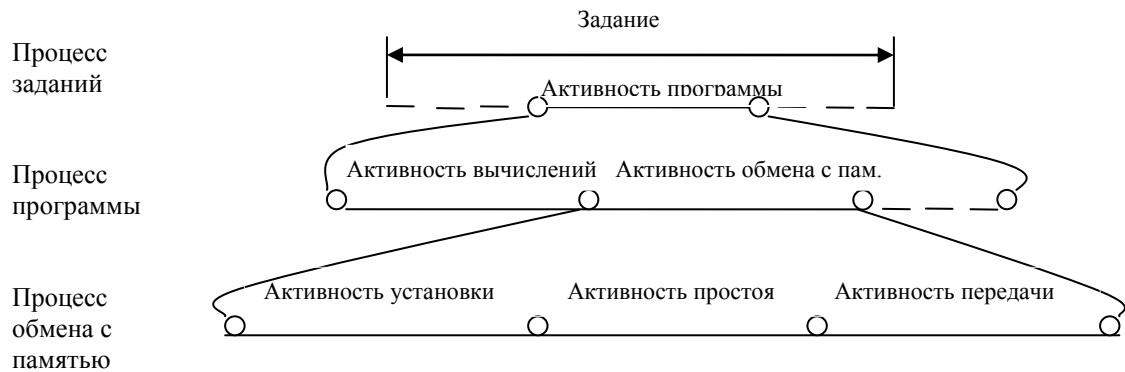 Задание
Процесс
заданий
Активность программы
Процесс
программы
Активность вычислений
Активность обмена с пам.
Процесс
обмена с
памятью
Активность установки
Активность простоя
Активность передачи